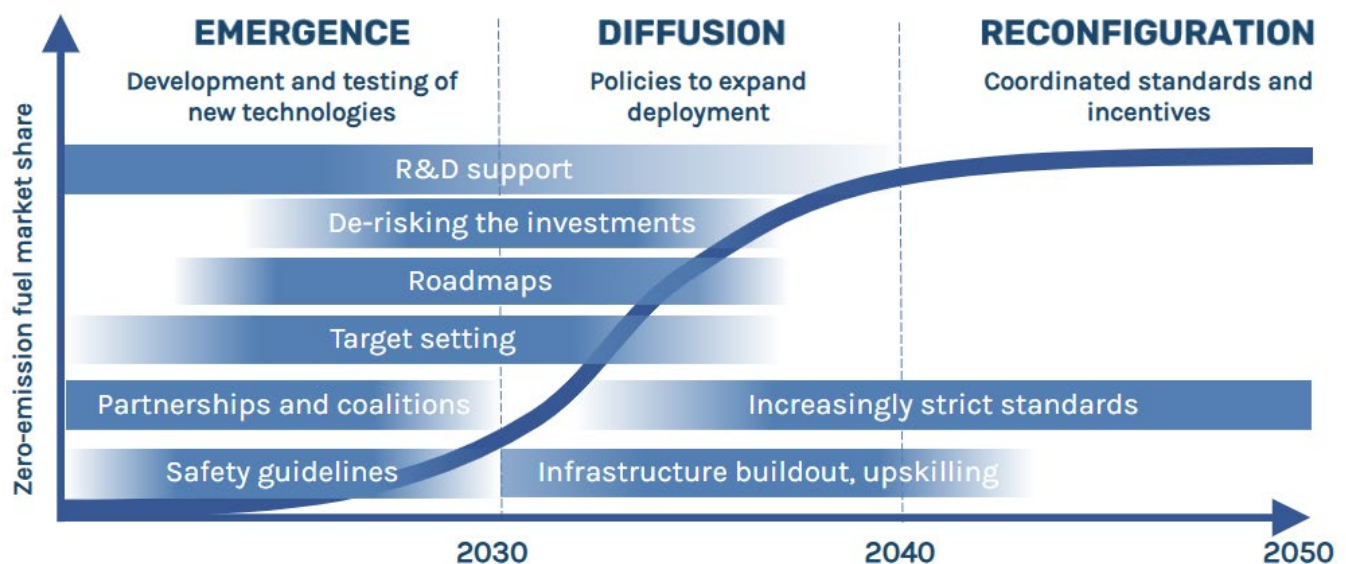 EMERGENCE
Development and testing of
new technologies
DIFFUSION
Policies to expand
deployment
RECONFIGURATION
Coordinated standards and
incentives
Zero-emission fuel market share
R&D support
De-risking the investments
Roadmaps
Target setting
Partnerships and coalitions
Increasingly strict standards
Safety guidelines
Infrastructure buildout, upskilling
2030
2040
2050